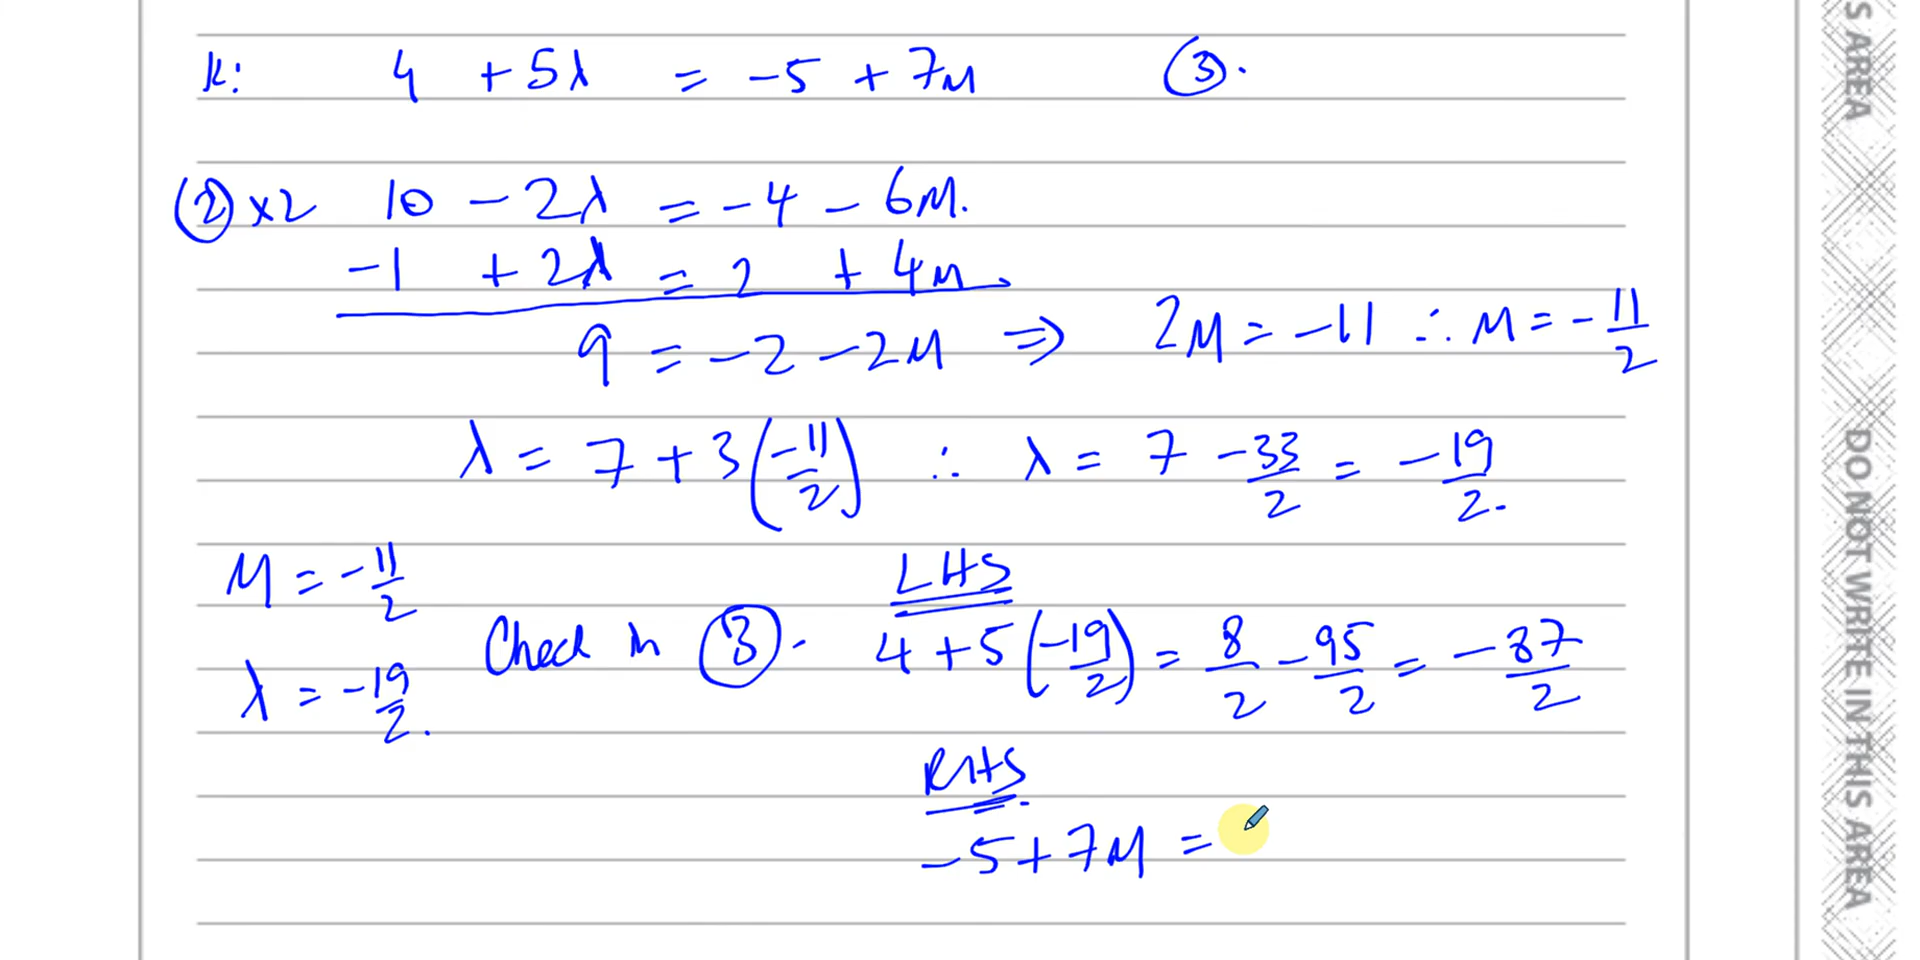 k: 4 + 5λ = -5 + 7μ (3).
(2)×2 10 - 2λ = -4 - 6μ.
-1 + 2λ = 2 + 4μ
9 = -2 - 2μ ⇒ 2μ = -11 ∴ μ = -11/2
λ = 7 + 3(-11/2) ∴ λ = 7 - 33/2 = -19/2.
μ = -11/2
λ = -19/2.
Check in (3).
LHS
4 + 5(-19/2) = 8/2 - 95/2 = -87/2
RHS
-5 + 7μ =
S AREA
DO NOT WRITE IN THIS AREA